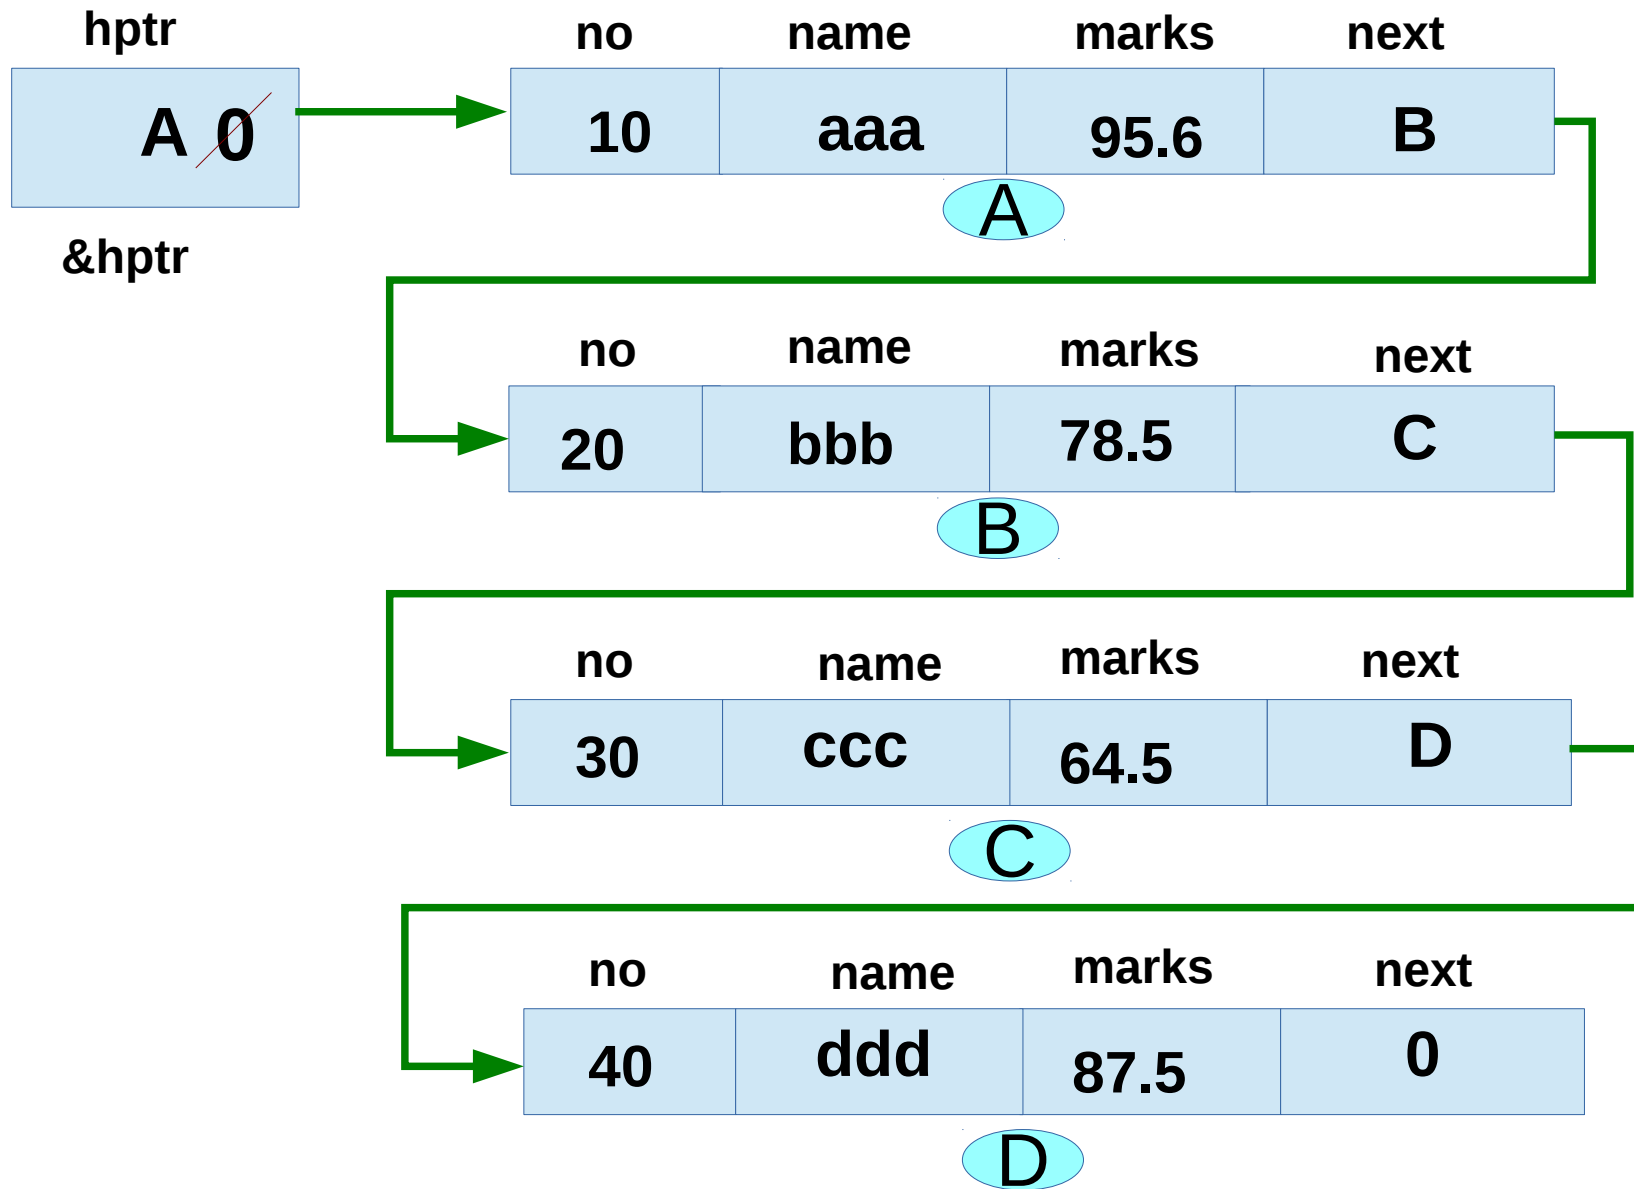 hptr
no name marks next
A 0
10 aaa 95.6 B
A
&hptr
no name marks next
20 bbb 78.5 C
B
no name marks next
30 ccc 64.5 D
C
no name marks next
40 ddd 87.5 0
D